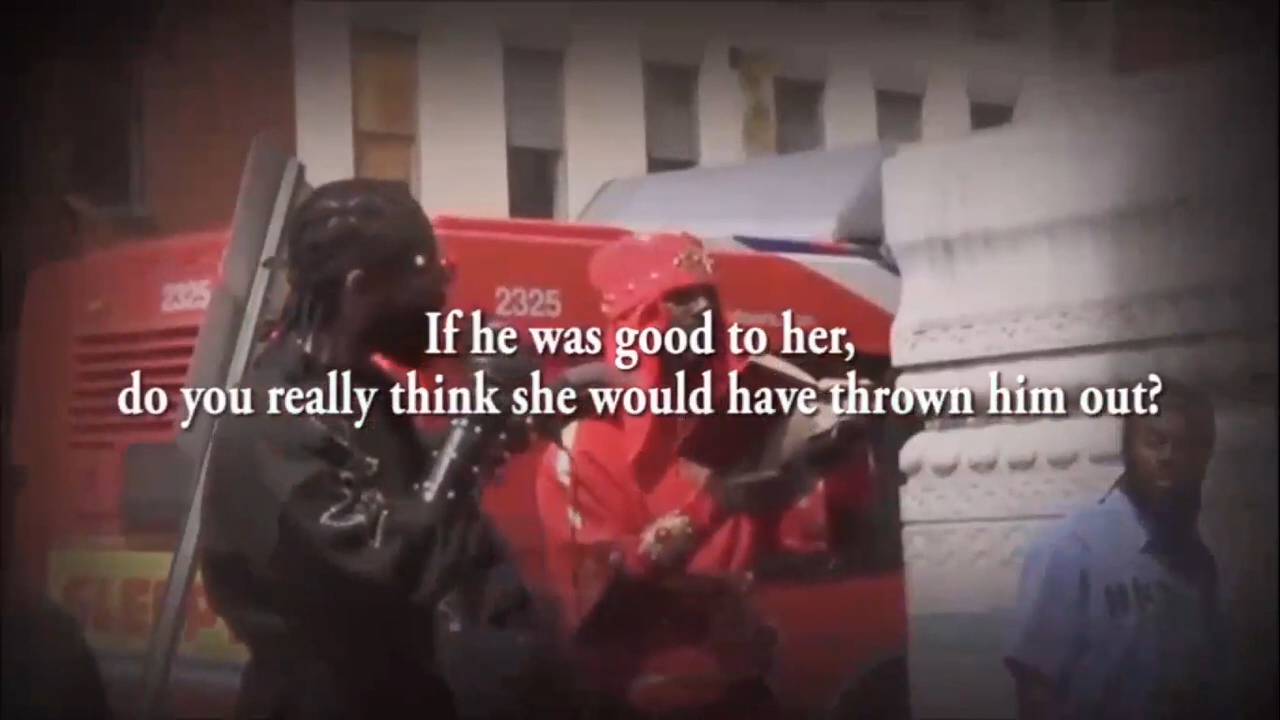 2325
2325
If he was good to her,
do you really think she would have thrown him out?